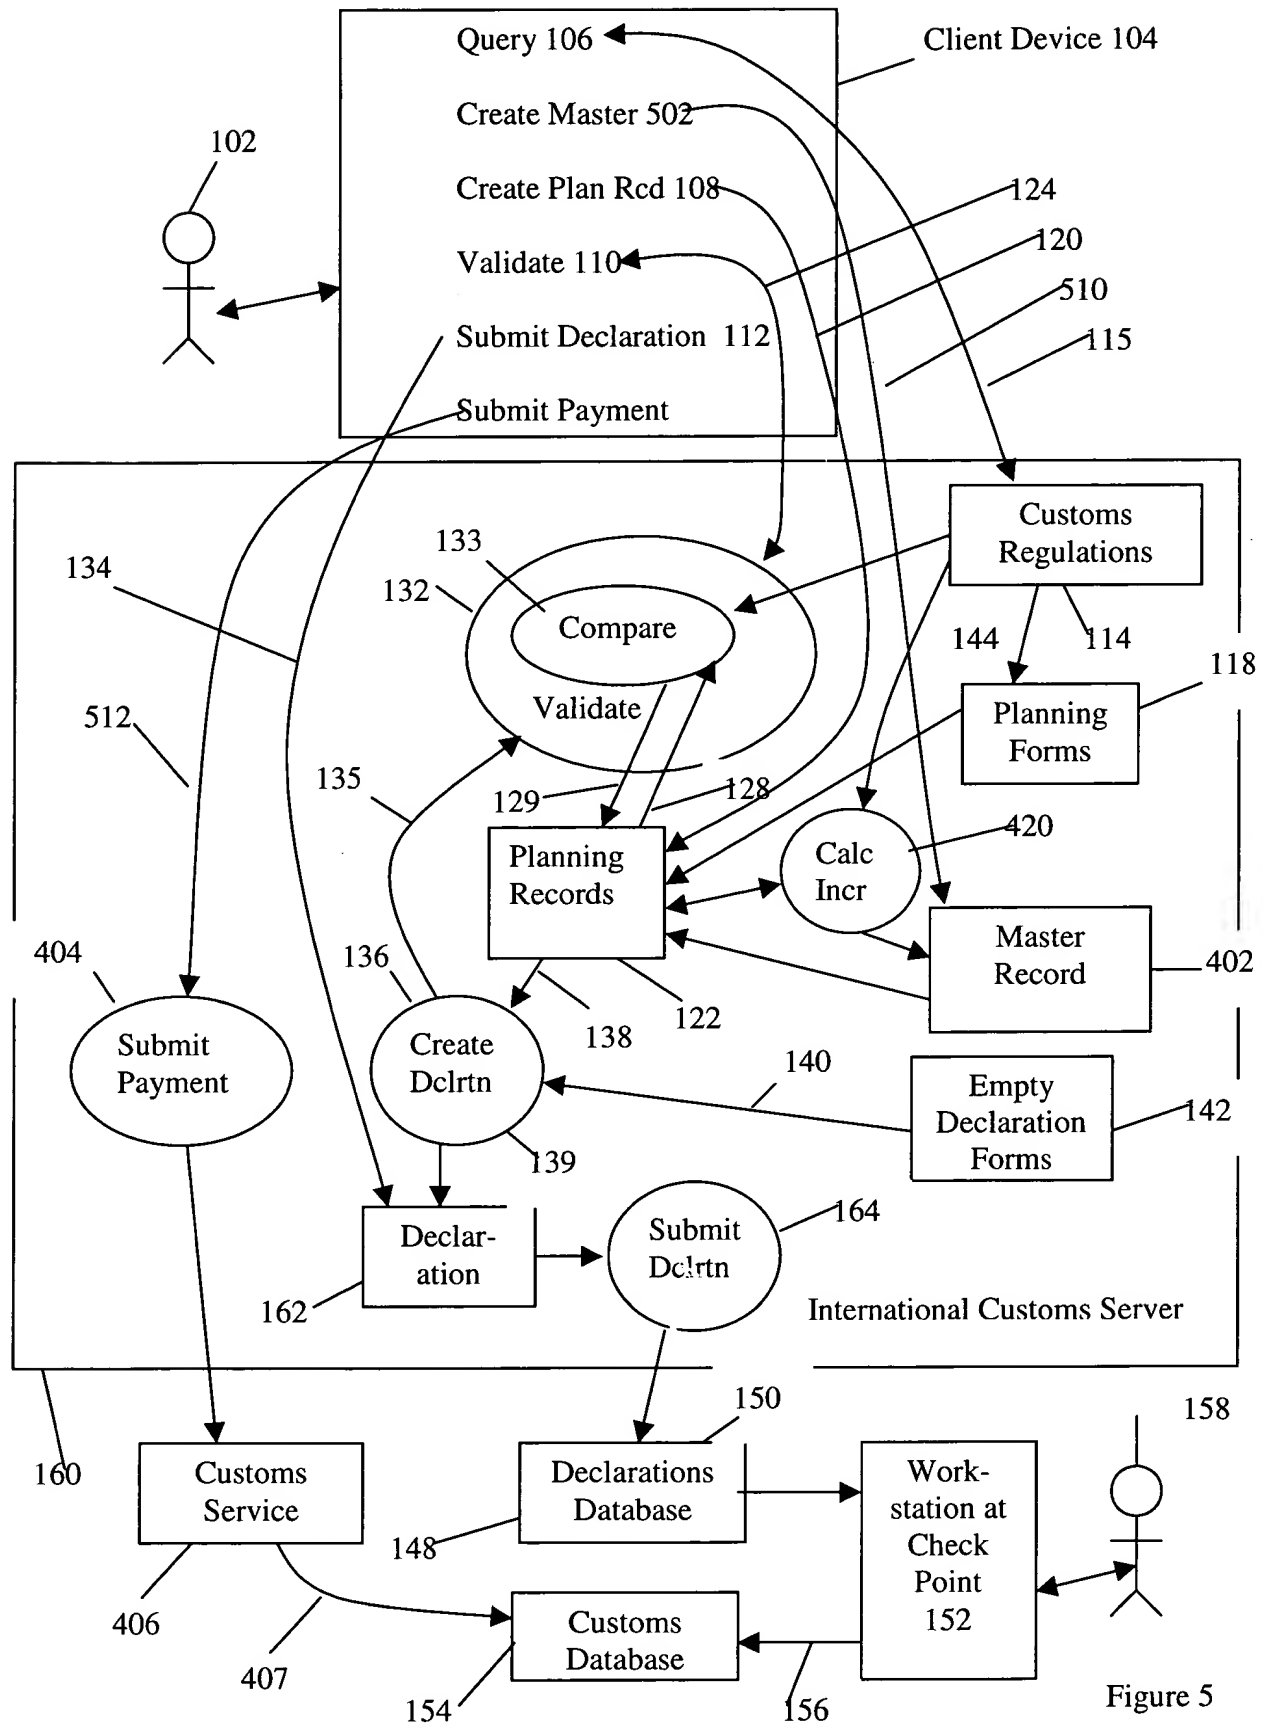 Query 106
Client Device 104
Create Master 502
102
Create Plan Rcd 108
124
120
Validate 110
510
Submit Declaration 112
115
Submit Payment
Customs
Regulations
133
134
132
Compare
144
114
118
Validate
Planning
Forms
512
135
129
128
420
Planning
Records
Calc
Incr
Master
Record
404
136
402
122
138
Submit
Payment
Create
Dclrtn
140
Empty
Declaration
Forms
142
139
164
Submit
Dclrtn
Declar-
ation
162
International Customs Server
150
158
160
Customs
Service
Declarations
Database
Work-
station at
Check
Point
152
148
406
Customs
Database
407
154
156
Figure 5